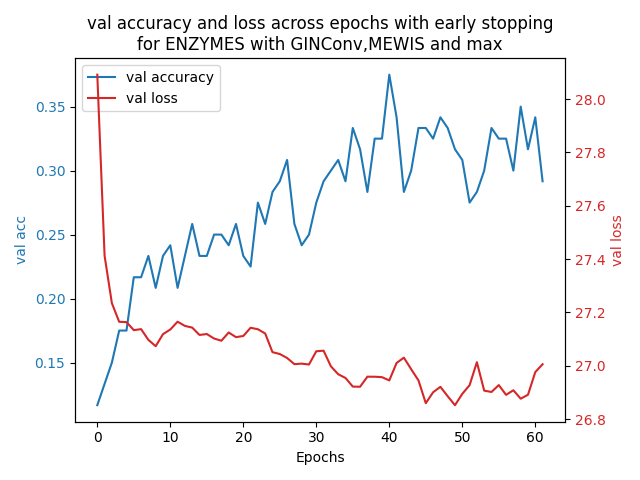 val accuracy and loss across epochs with early stopping
for ENZYMES with GINConv,MEWIS and max
val accuracy
val loss
0.35
0.30
0.25
0.20
0.15
val acc
28.0
27.8
27.6
27.4
27.2
27.0
26.8
val loss
0 10 20 30 40 50 60
Epochs